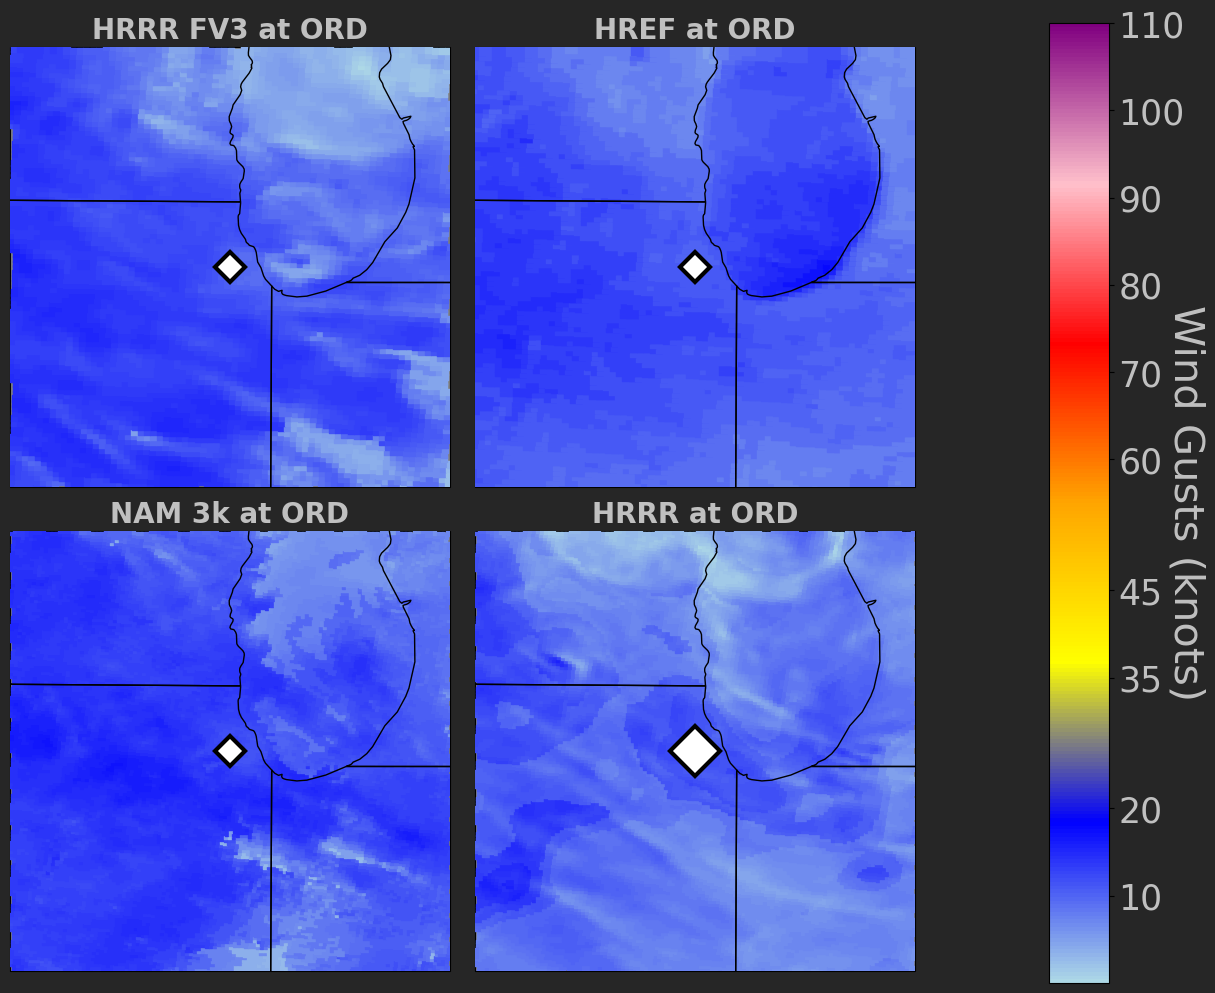 HRRR FV3 at ORD
HREF at ORD
NAM 3k at ORD
HRRR at ORD
110
100
90
80
70
60
45
35
20
10
Wind Gusts (knots)